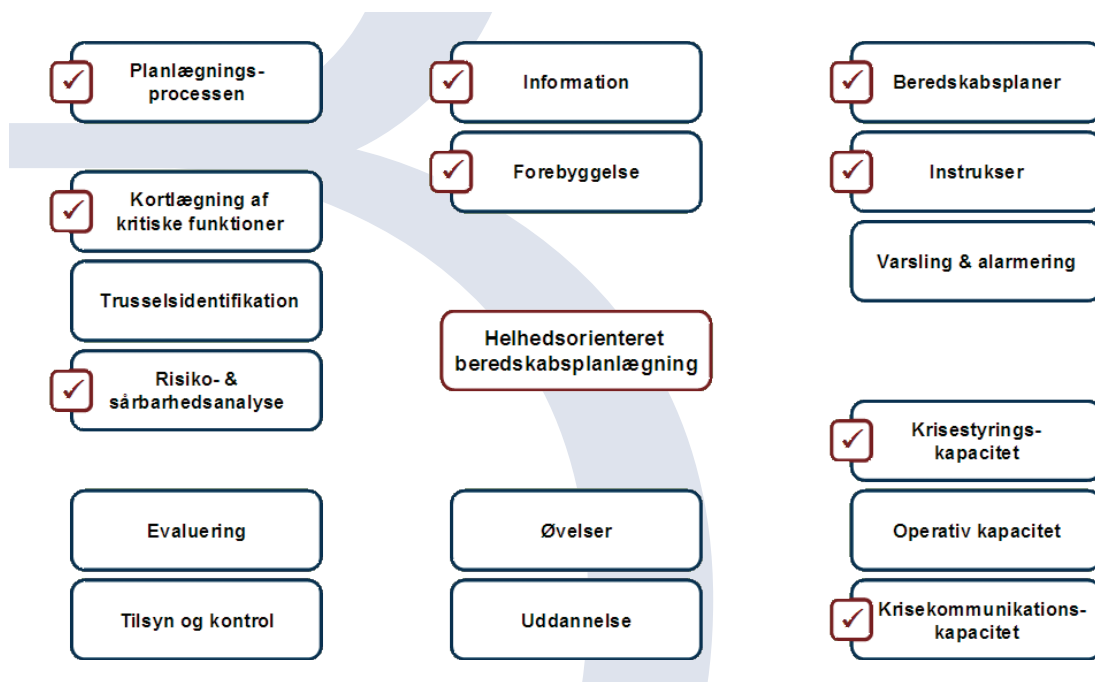 Planlægnings-
processen
Information
Beredskabsplaner
Forebyggelse
Instrukser
Kortlægning af
kritiske funktioner
Varsling & alarmering
Trusselsidentifikation
Helhedsorienteret
beredskabsplanlægning
Risiko- &
sårbarhedsanalyse
Krisestyrings-
kapacitet
Evaluering
Øvelser
Operativ kapacitet
Tilsyn og kontrol
Uddannelse
Krisekommunikations-
kapacitet